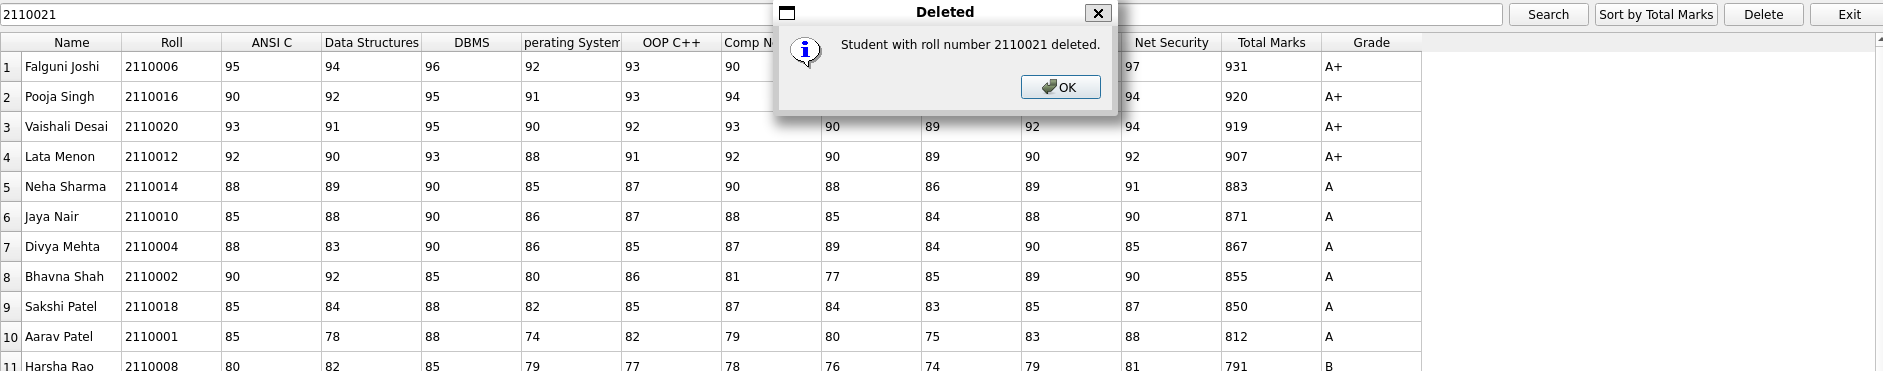 2110021 Search Sort by Total Marks Delete Exit
Deleted
Student with roll number 2110021 deleted.
OK
Name Roll ANSI C Data Structures DBMS perating System OOP C++ Comp N Net Security Total Marks Grade
1 Falguni Joshi 2110006 95 94 96 92 93 90 97 931 A+
2 Pooja Singh 2110016 90 92 95 91 93 94 94 920 A+
3 Vaishali Desai 2110020 93 91 95 90 92 93 90 89 92 94 919 A+
4 Lata Menon 2110012 92 90 93 88 91 92 90 89 90 92 907 A+
5 Neha Sharma 2110014 88 89 90 85 87 90 88 86 89 91 883 A
6 Jaya Nair 2110010 85 88 90 86 87 88 85 84 88 90 871 A
7 Divya Mehta 2110004 88 83 90 86 85 87 89 84 90 85 867 A
8 Bhavna Shah 2110002 90 92 85 80 86 81 77 85 89 90 855 A
9 Sakshi Patel 2110018 85 84 88 82 85 87 84 83 85 87 850 A
10 Aarav Patel 2110001 85 78 88 74 82 79 80 75 83 88 812 A
11 Harsha Rao 2110008 80 82 85 79 77 78 76 74 79 81 791 B